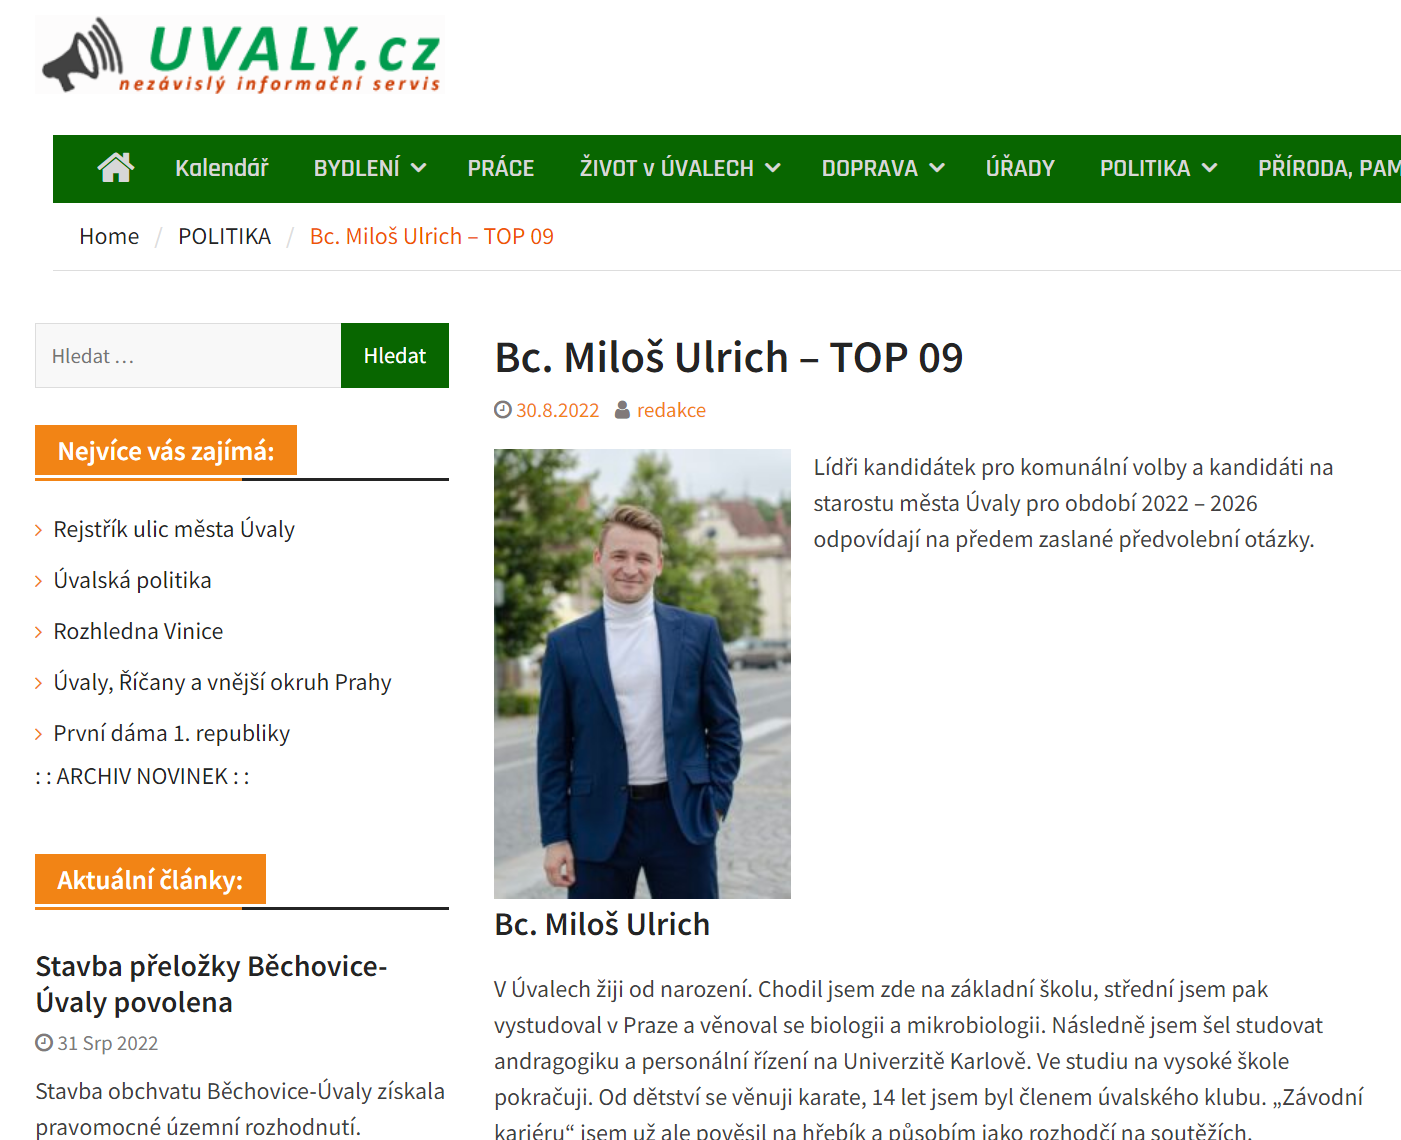 UVALY.cz
nezávislý informační servis
Kalendář BYDLENÍ PRÁCE ŽIVOT v ÚVALECH DOPRAVA ÚŘADY POLITIKA PŘÍRODA, PAM
Home / POLITIKA / Bc. Miloš Ulrich – TOP 09
Hledat … Hledat
Nejvíce vás zajímá:
Rejstřík ulic města Úvaly
Úvalská politika
Rozhledna Vinice
Úvaly, Říčany a vnější okruh Prahy
První dáma 1. republiky
: : ARCHIV NOVINEK : :
Aktuální články:
Stavba přeložky Běchovice-
Úvaly povolena
31 Srp 2022
Stavba obchvatu Běchovice-Úvaly získala
pravomocné územní rozhodnutí.
Bc. Miloš Ulrich – TOP 09
30.8.2022 redakce
Lídři kandidátek pro komunální volby a kandidáti na
starostu města Úvaly pro období 2022 – 2026
odpovídají na předem zaslané předvolební otázky.
Bc. Miloš Ulrich
V Úvalech žiji od narození. Chodil jsem zde na základní školu, střední jsem pak
vystudoval v Praze a věnoval se biologii a mikrobiologii. Následně jsem šel studovat
andragogiku a personální řízení na Univerzitě Karlově. Ve studiu na vysoké škole
pokračuji. Od dětství se věnuji karate, 14 let jsem byl členem úvalského klubu. „Závodní
kariéru“ jsem už ale pověsil na hřebík a působím jako rozhodčí na soutěžích.